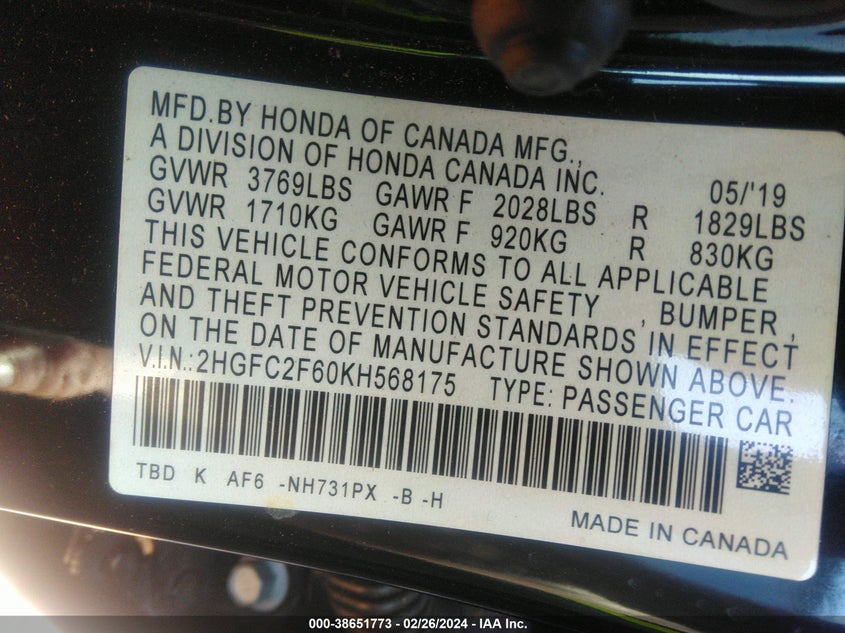 MFD.BY HONDA OF CANADA MFG.,
A DIVISION OF HONDA CANADA INC.
05/'19
GVWR 3769LBS GAWR F 2028LBS R 1829LBS
GVWR 1710KG GAWR F 920KG R 830KG
THIS VEHICLE CONFORMS TO ALL APPLICABLE
FEDERAL MOTOR VEHICLE SAFETY , BUMPER ,
AND THEFT PREVENTION STANDARDS IN EFFECT
ON THE DATE OF MANUFACTURE SHOWN ABOVE.
V.I.N.:2HGFC2F60KH568175 TYPE: PASSENGER CAR
TBD K AF6 -NH731PX -B -H
MADE IN CANADA
000-38651773 - 02/26/2024 - IAA Inc.